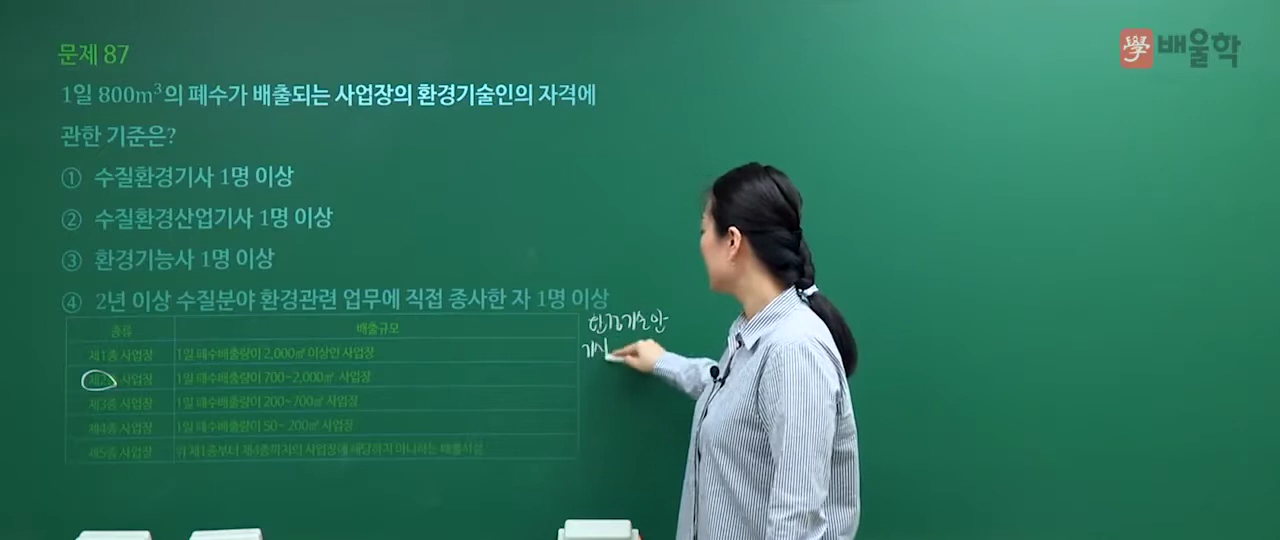 學 배울학
문제 87
1일 800m³의 폐수가 배출되는 사업장의 환경기술인의 자격에
관한 기준은?
① 수질환경기사 1명 이상
② 수질환경산업기사 1명 이상
③ 환경기능사 1명 이상
④ 2년 이상 수질분야 환경관련 업무에 직접 종사한 자 1명 이상
종류 배출규모
제1종 사업장 1일 폐수배출량이 2,000㎥ 이상인 사업장
제2종 사업장 1일 폐수배출량이 700~2,000㎥ 사업장
제3종 사업장 1일 폐수배출량이 200~700㎥ 사업장
제4종 사업장 1일 폐수배출량이 50~200㎥ 사업장
제5종 사업장 위 제1종부터 제4종까지의 사업장에 해당하지 아니하는 배출시설
환경기술인
기사